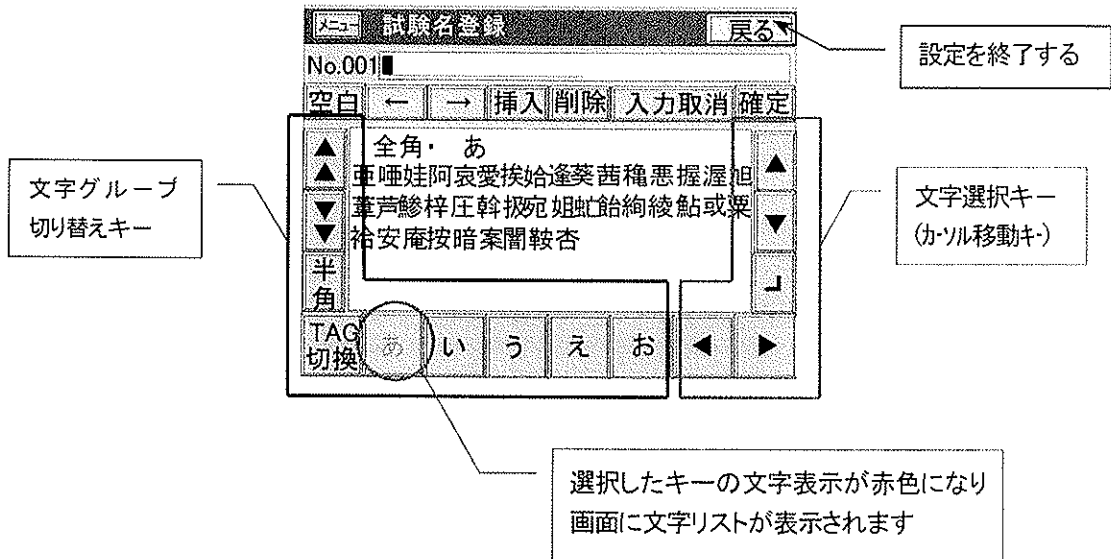 メニュー 試験名登録 戻る
設定を終了する
No.001
空白 ← → 挿入 削除 入力取消 確定
▲▲ 全角・ あ ▲
亜唖娃阿哀愛挨姶逢葵茜穐悪握渥旭
▼▼ 葦芦鯵梓圧斡扱宛姐虻飴絢綾鮎或粟 ▼
袷安庵按暗案闇鞍杏
半角 ┘
TAG切換 あ い う え お ◀ ▶
文字グループ
切り替えキー
文字選択キー
(カーソル移動キー)
選択したキーの文字表示が赤色になり
画面に文字リストが表示されます